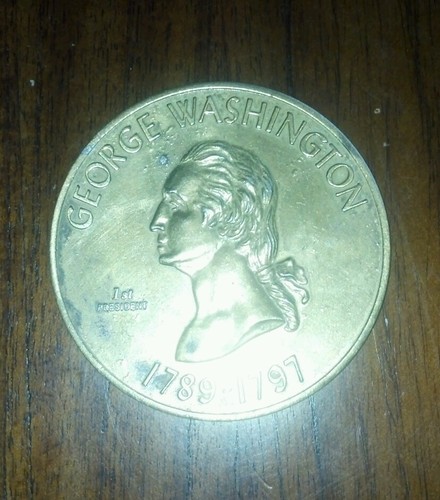 GEORGE WASHINGTON
1st
PRESIDENT
1789-1797